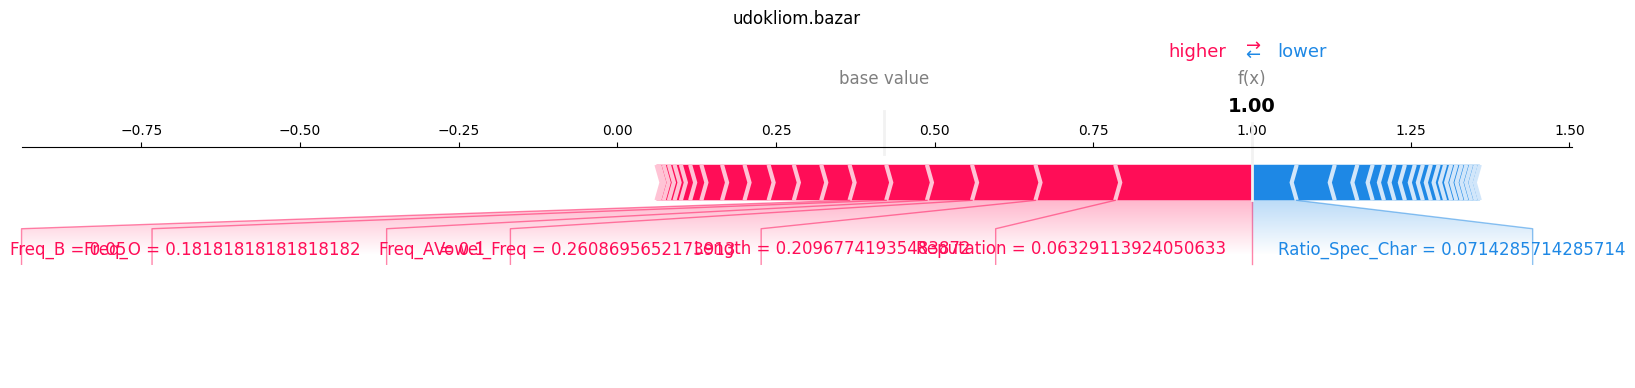 udokliom.bazar
higher ⇄ lower
base value f(x)
1.00
−0.75 −0.50 −0.25 0.00 0.25 0.50 0.75 1.00 1.25 1.50
Freq_B = 0.05 Freq_O = 0.18181818181818182 Freq_A = 0.1 Vowel_Freq = 0.2608695652173913 Length = 0.20967741935483872 Reputation = 0.06329113924050633 Ratio_Spec_Char = 0.0714285714285714